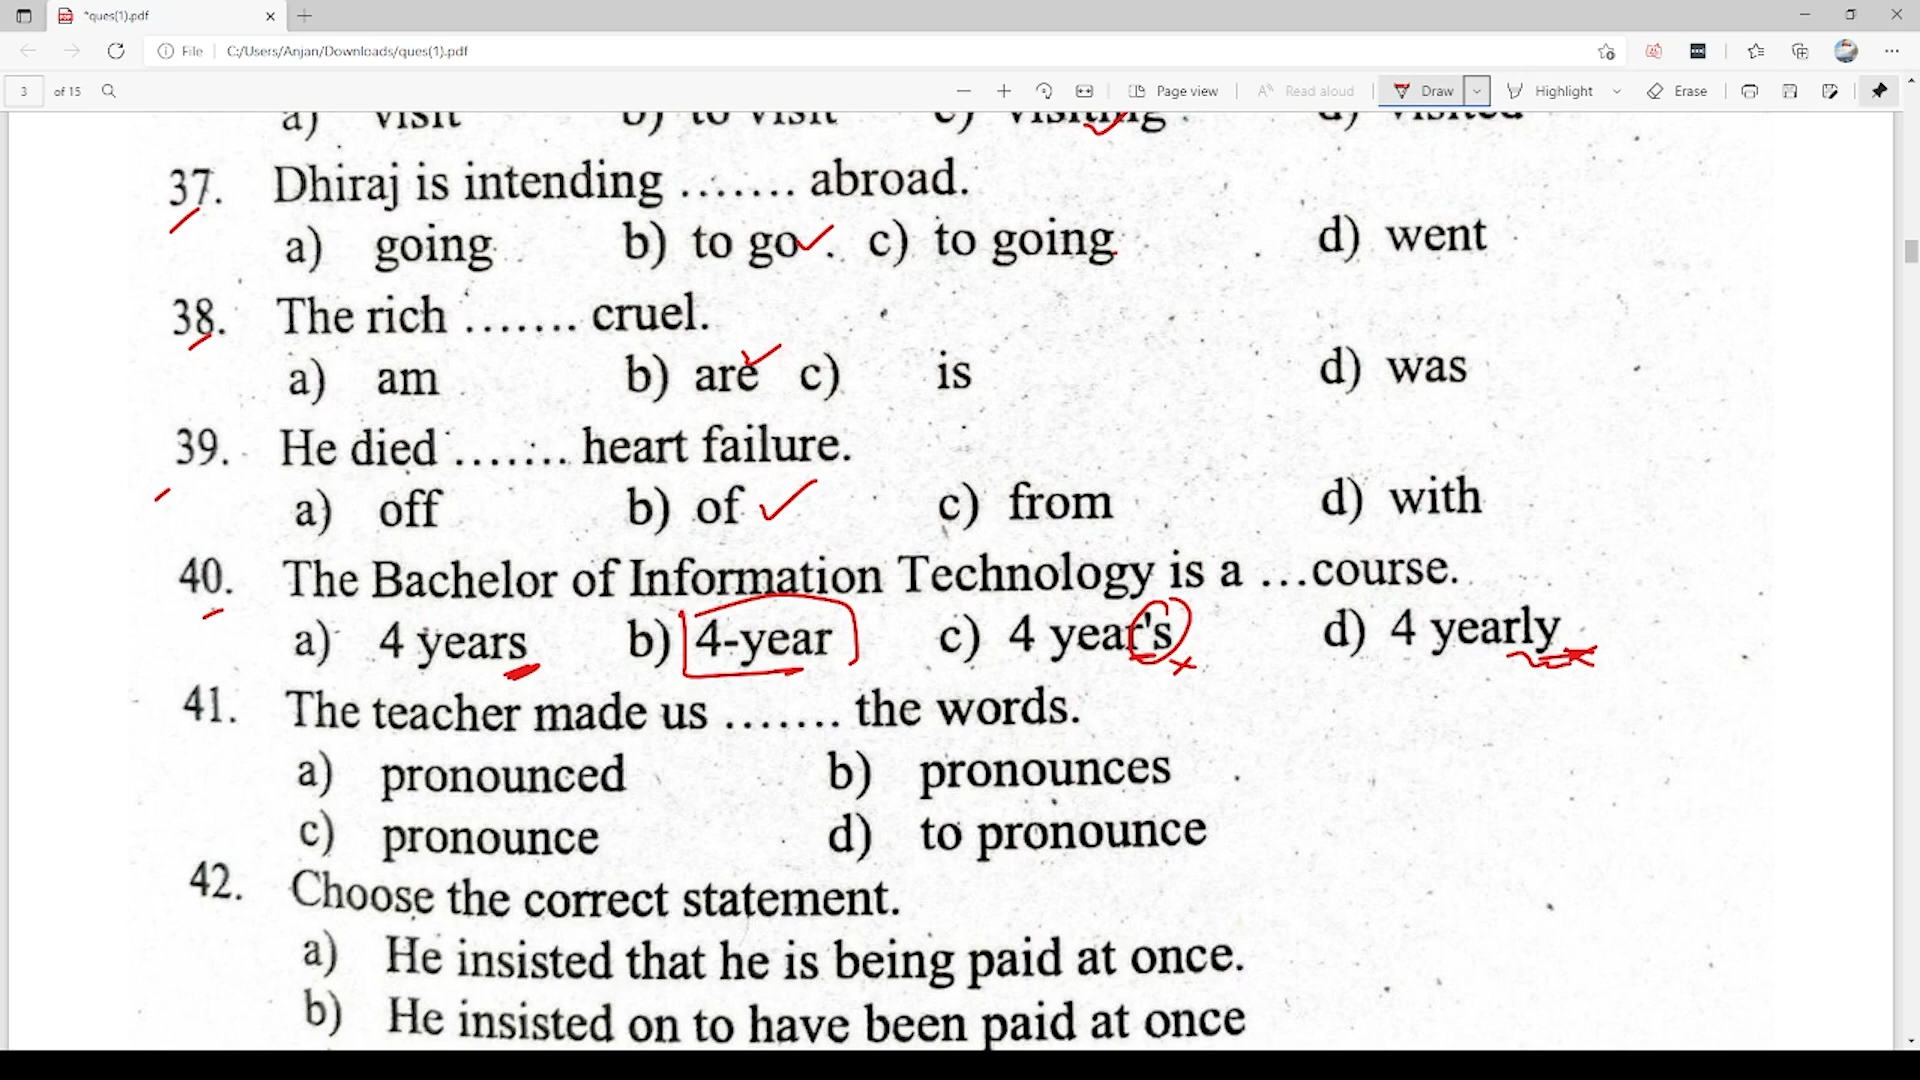 *ques(1).pdf
File C:/Users/Anjan/Downloads/ques(1).pdf
3 of 15 Page view Read aloud Draw Highlight Erase
a) visit b) to visit c) visiting d) visited
37. Dhiraj is intending ....... abroad.
a) going b) to go c) to going d) went
38. The rich ....... cruel.
a) am b) are c) is d) was
39. He died ....... heart failure.
a) off b) of c) from d) with
40. The Bachelor of Information Technology is a ...course.
a) 4 years b) 4-year c) 4 year's d) 4 yearly
41. The teacher made us ....... the words.
a) pronounced b) pronounces
c) pronounce d) to pronounce
42. Choose the correct statement.
a) He insisted that he is being paid at once.
b) He insisted on to have been paid at once